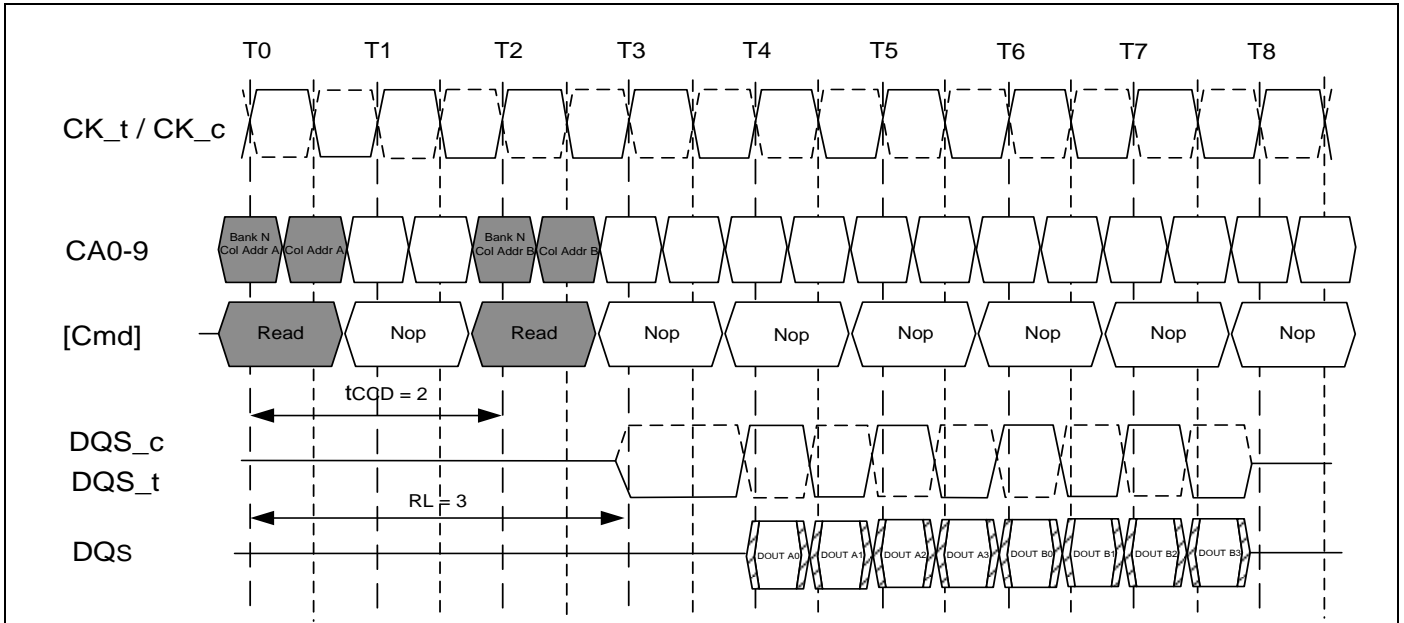 T0 T1 T2 T3 T4 T5 T6 T7 T8
CK_t / CK_c
CA0-9
Bank N
Col Addr A
Col Addr A
Bank N
Col Addr B
Col Addr B
[Cmd]
Read Nop Read Nop Nop Nop Nop Nop Nop
tCCD = 2
DQS_c
DQS_t
RL = 3
DQs
DOUT A0 DOUT A1 DOUT A2 DOUT A3 DOUT B0 DOUT B1 DOUT B2 DOUT B3